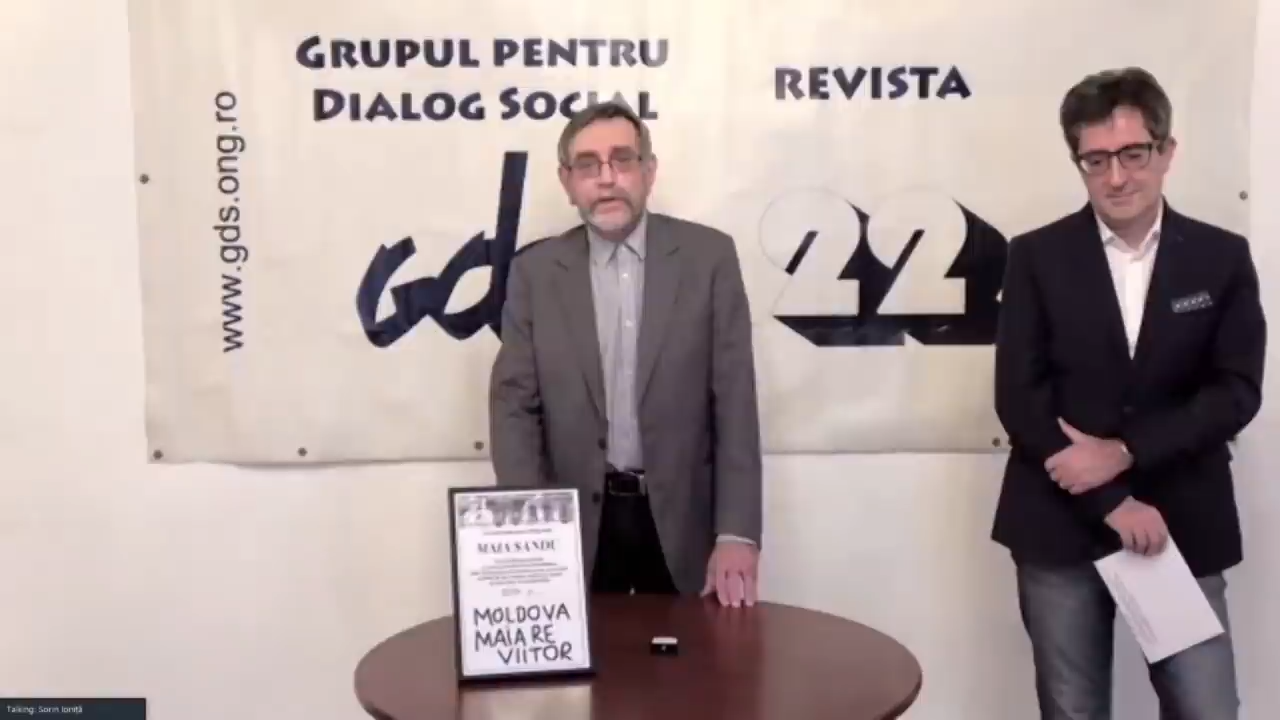 GRUPUL PENTRU
DIALOG SOCIAL
REVISTA
www.gds.ong.ro
gd
22
MAIA SANDU
MOLDOVA
MAIA RE
VIITOR
Talking: Sorin Ioniță